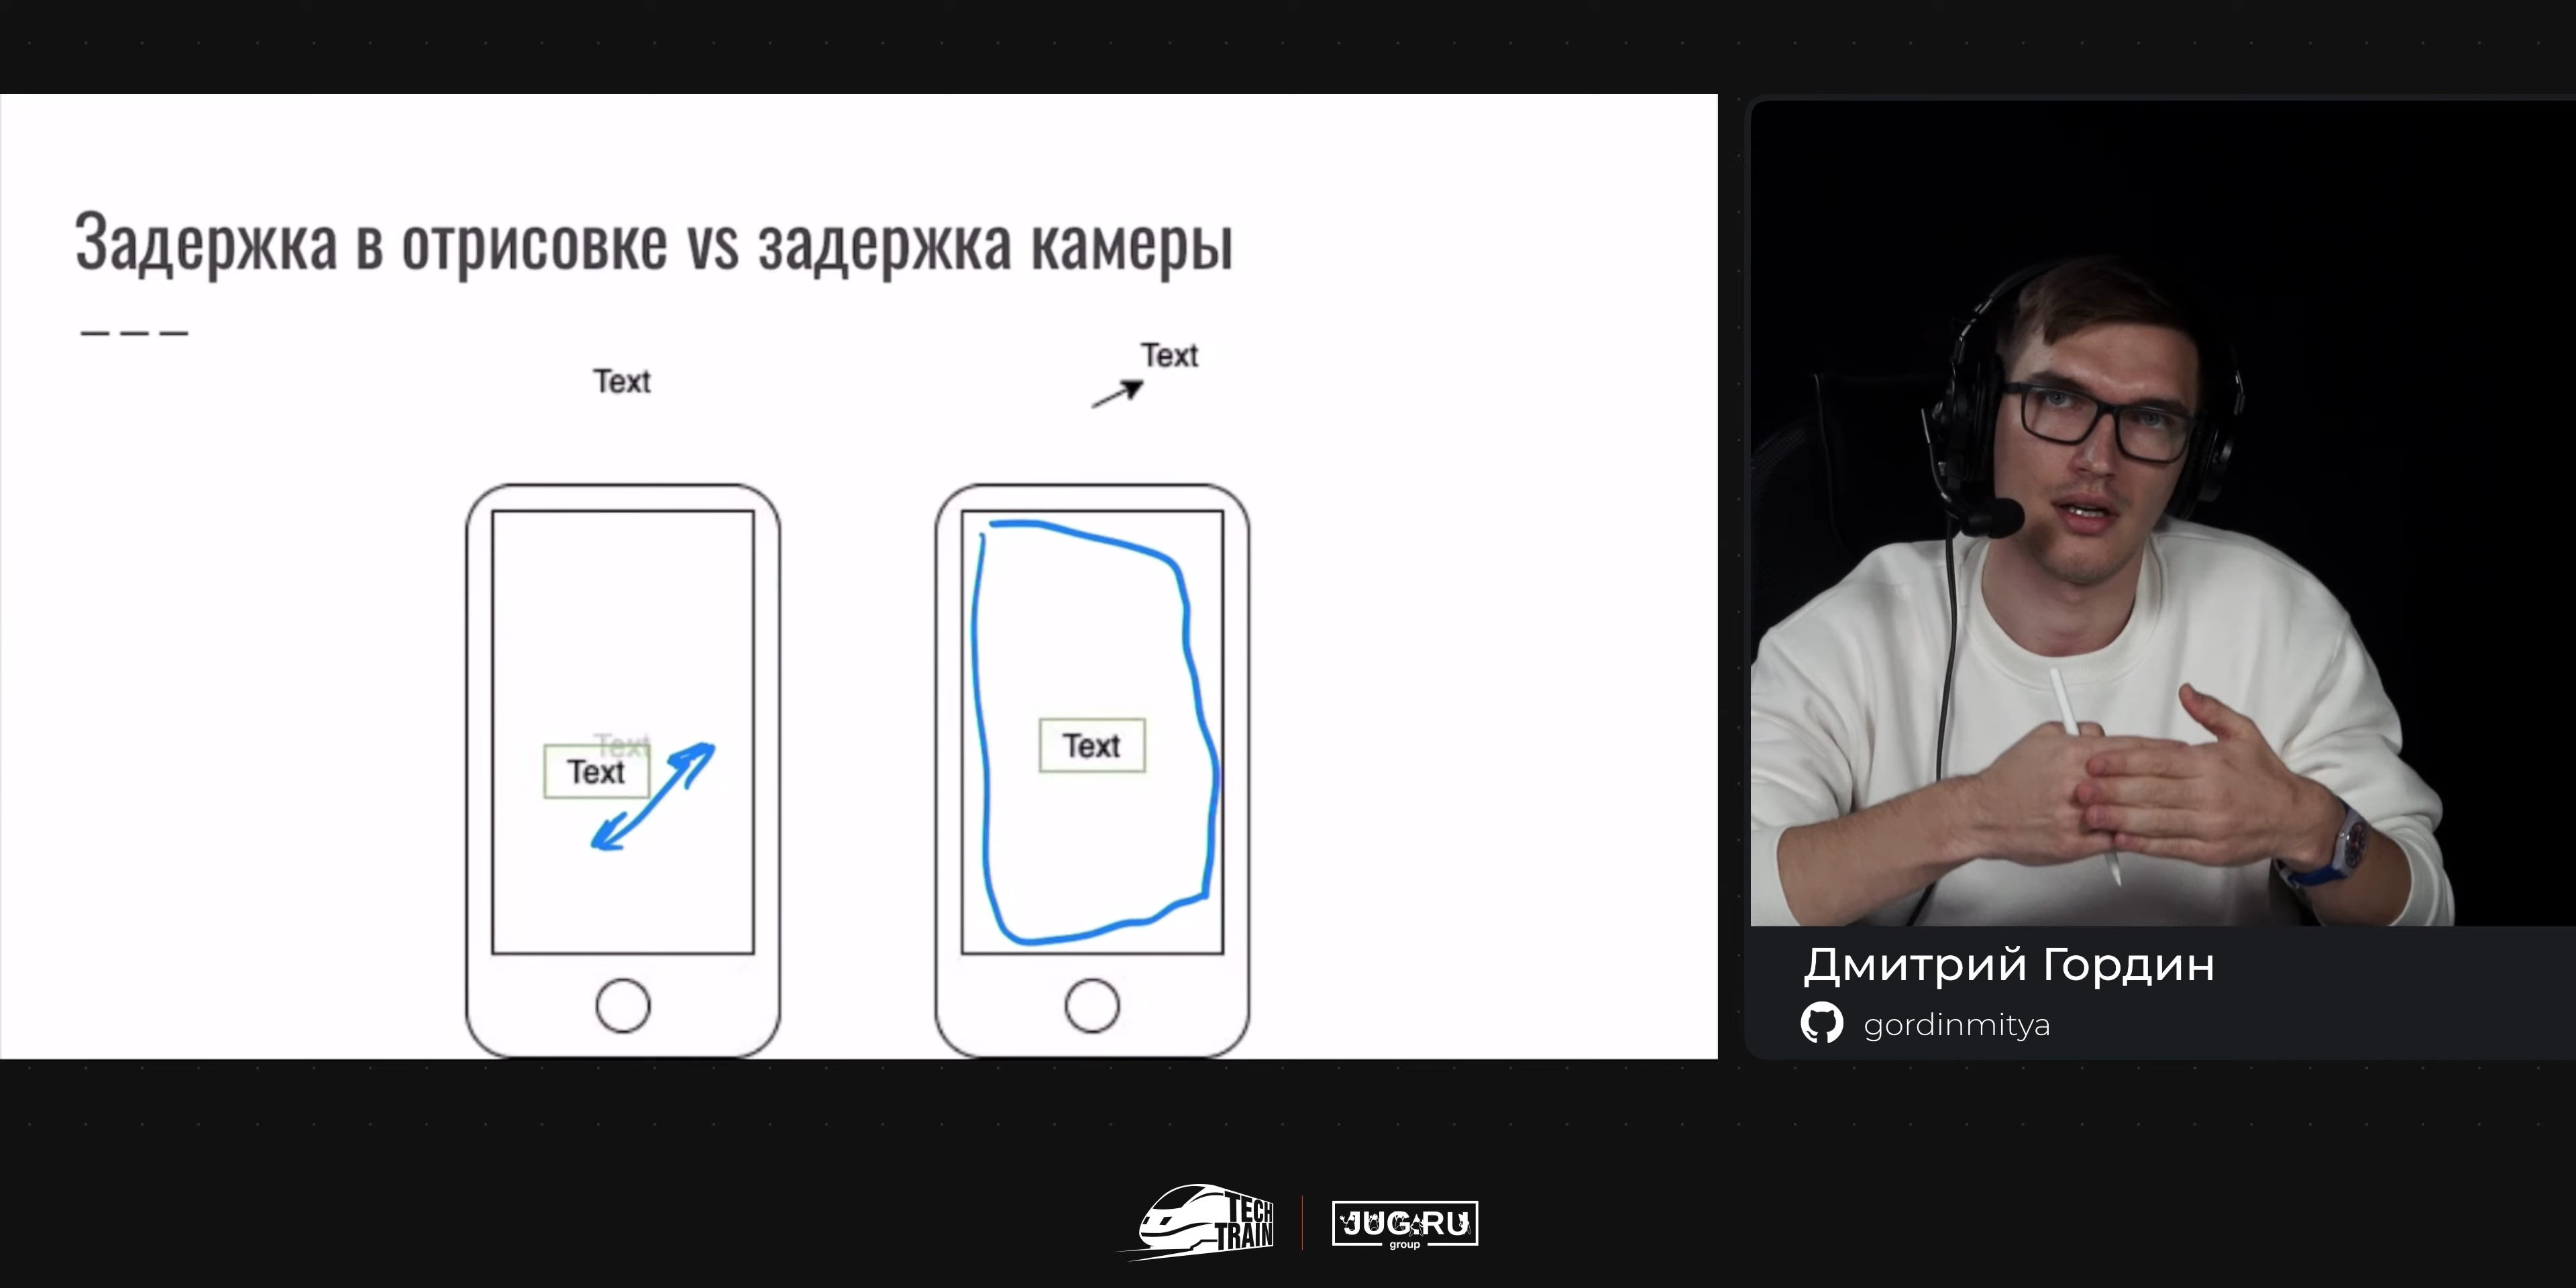 Задержка в отрисовке vs задержка камеры
Text
Text
Text
Text
Text
Дмитрий Гордин
gordinmitya
TECH
TRAIN
JUG.RU
group